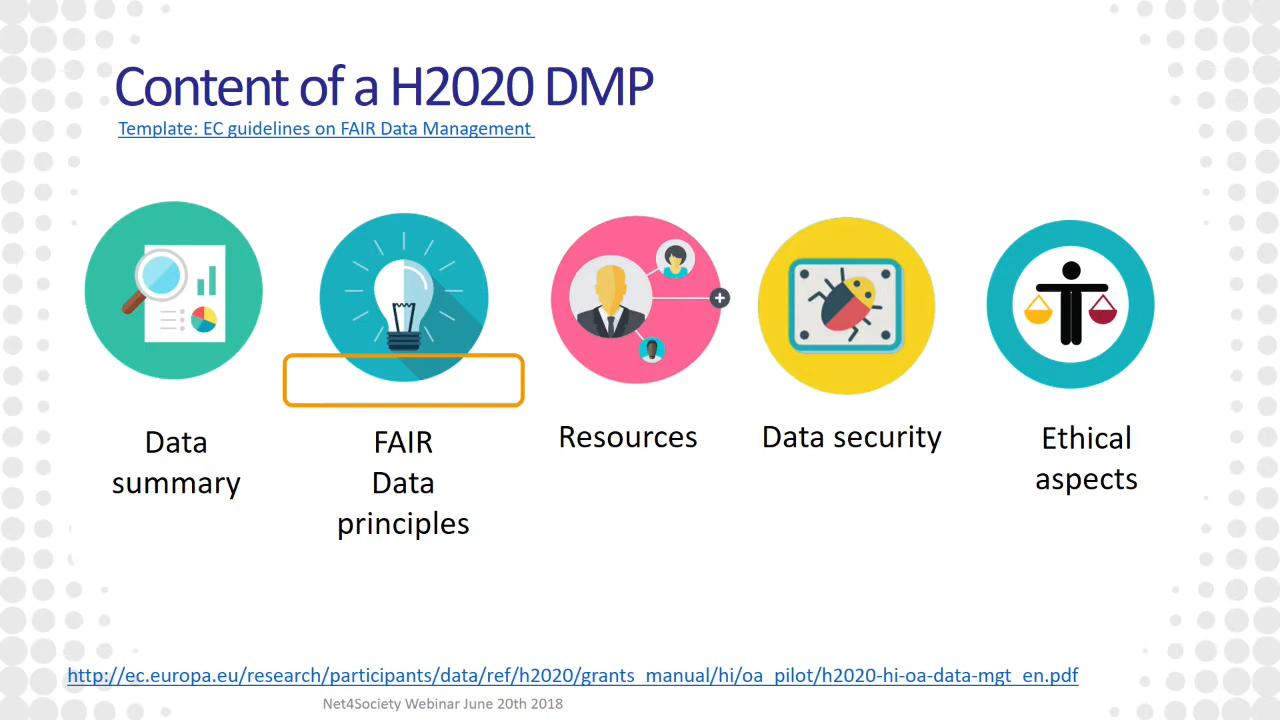 Content of a H2020 DMP
Template: EC guidelines on FAIR Data Management
Data
summary
FAIR
Data
principles
Resources
Data security
Ethical
aspects
http://ec.europa.eu/research/participants/data/ref/h2020/grants_manual/hi/oa_pilot/h2020-hi-oa-data-mgt_en.pdf
Net4Society Webinar June 20th 2018